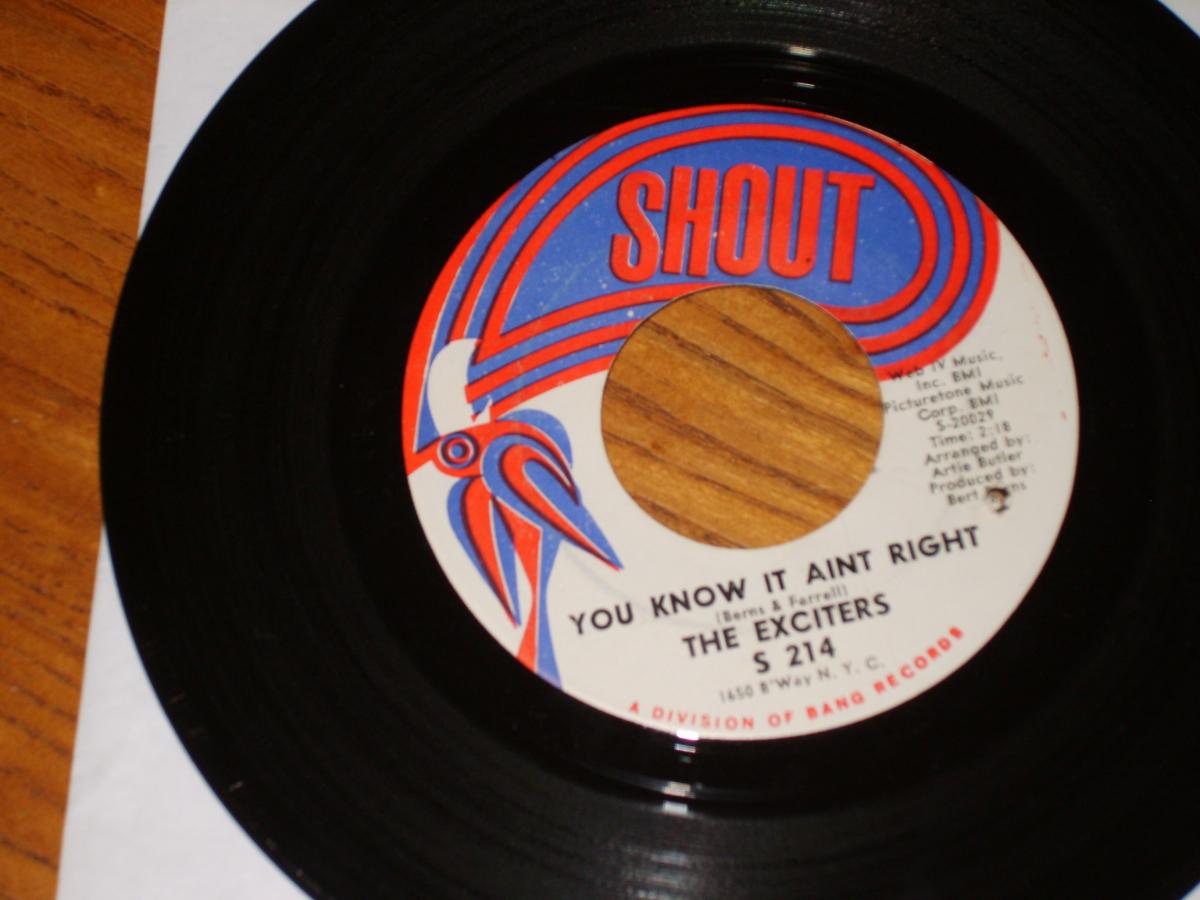 SHOUT
Web IV Music,
Inc. BMI
Picturetone Music
Corp. BMI
S-20029
Time: 2:18
Arranged by:
Artie Butler
Produced by:
Bert
YOU KNOW IT AINT RIGHT
(Berns & Farrell)
THE EXCITERS
S 214
1650 B'Way N. Y. C.
A DIVISION OF BANG RECORDS